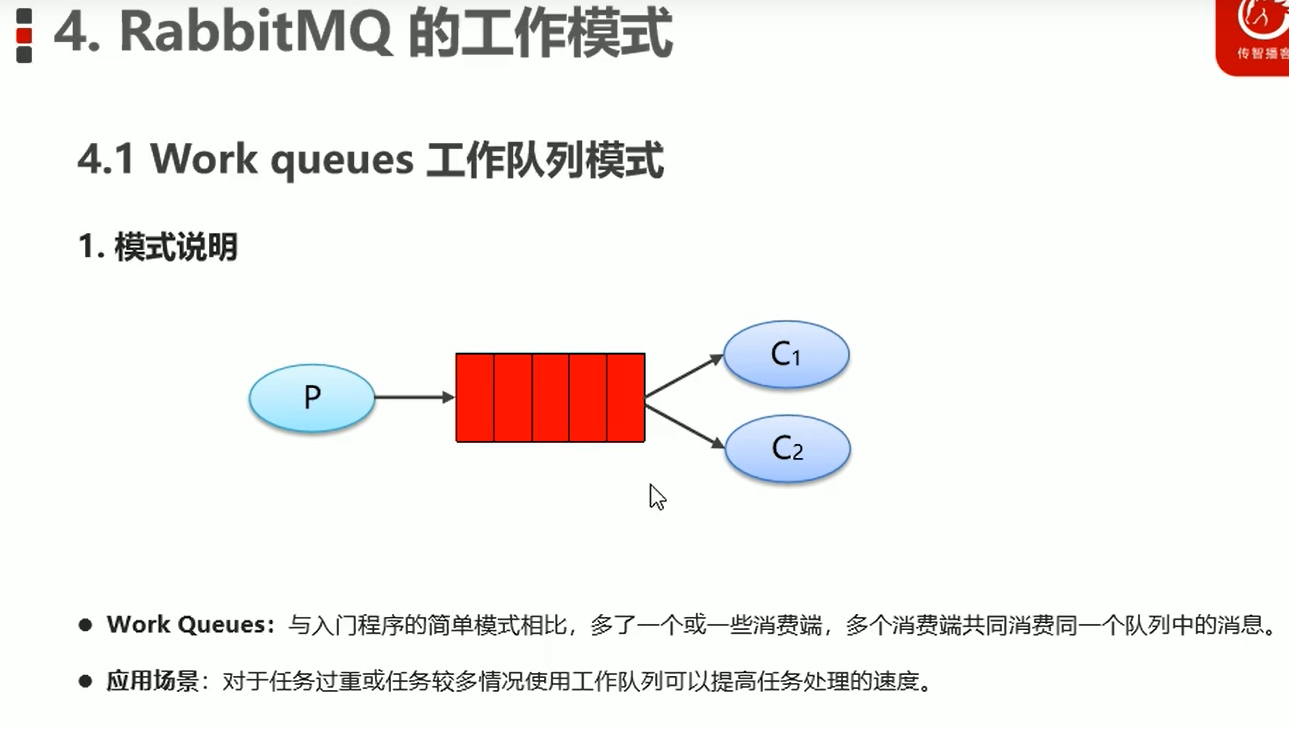 4. RabbitMQ 的工作模式
传智播客
4.1 Work queues 工作队列模式
1. 模式说明
P
C1
C2
● Work Queues：与入门程序的简单模式相比，多了一个或一些消费端，多个消费端共同消费同一个队列中的消息。
● 应用场景：对于任务过重或任务较多情况使用工作队列可以提高任务处理的速度。